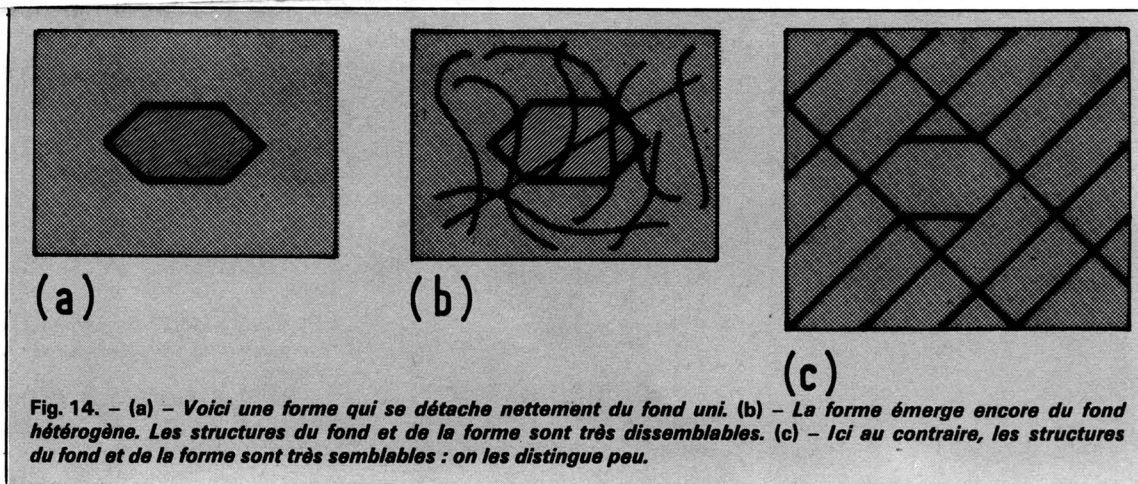 (a)
(b)
(c)
Fig. 14. – (a) – Voici une forme qui se détache nettement du fond uni. (b) – La forme émerge encore du fond
hétérogène. Les structures du fond et de la forme sont très dissemblables. (c) – Ici au contraire, les structures
du fond et de la forme sont très semblables : on les distingue peu.